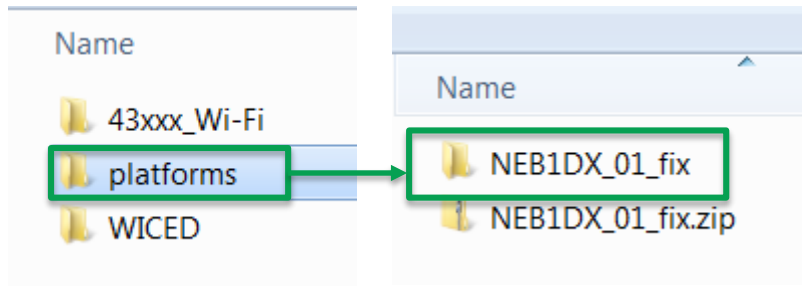 Name
43xxx_Wi-Fi
platforms
WICED
Name
NEB1DX_01_fix
NEB1DX_01_fix.zip